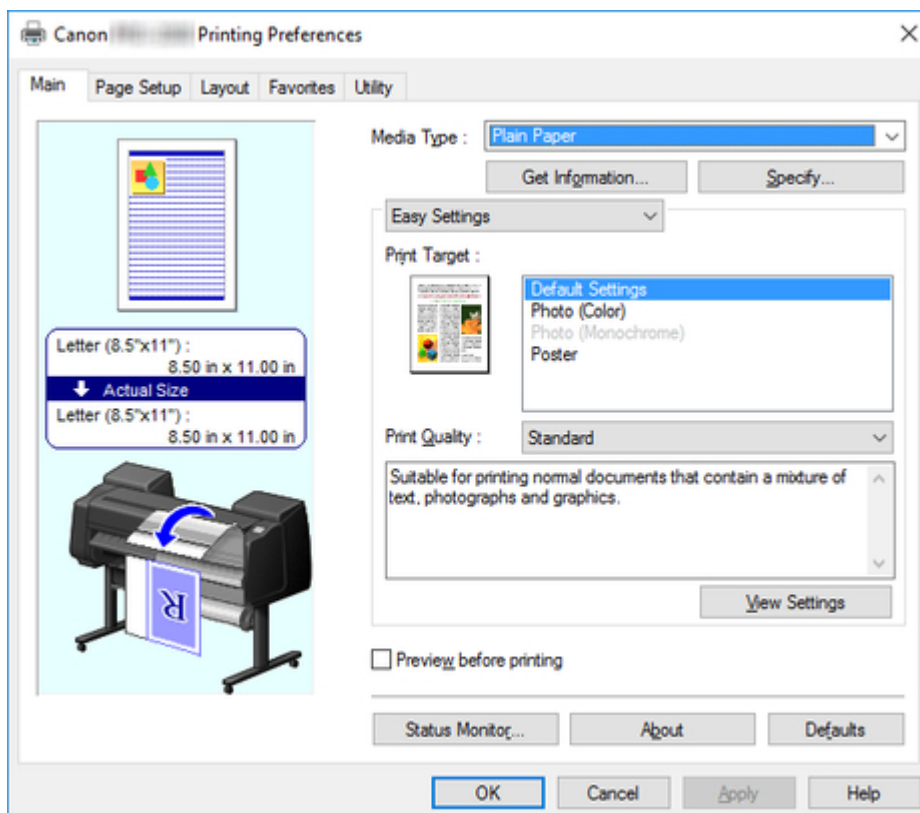 Canon Printing Preferences
Main Page Setup Layout Favorites Utility
Media Type : Plain Paper
Get Information... Specify...
Easy Settings
Print Target :
Default Settings
Photo (Color)
Photo (Monochrome)
Poster
Letter (8.5"x11") :
8.50 in x 11.00 in
Actual Size
Letter (8.5"x11") :
8.50 in x 11.00 in
R
Print Quality : Standard
Suitable for printing normal documents that contain a mixture of
text, photographs and graphics.
View Settings
Preview before printing
Status Monitor... About Defaults
OK Cancel Apply Help